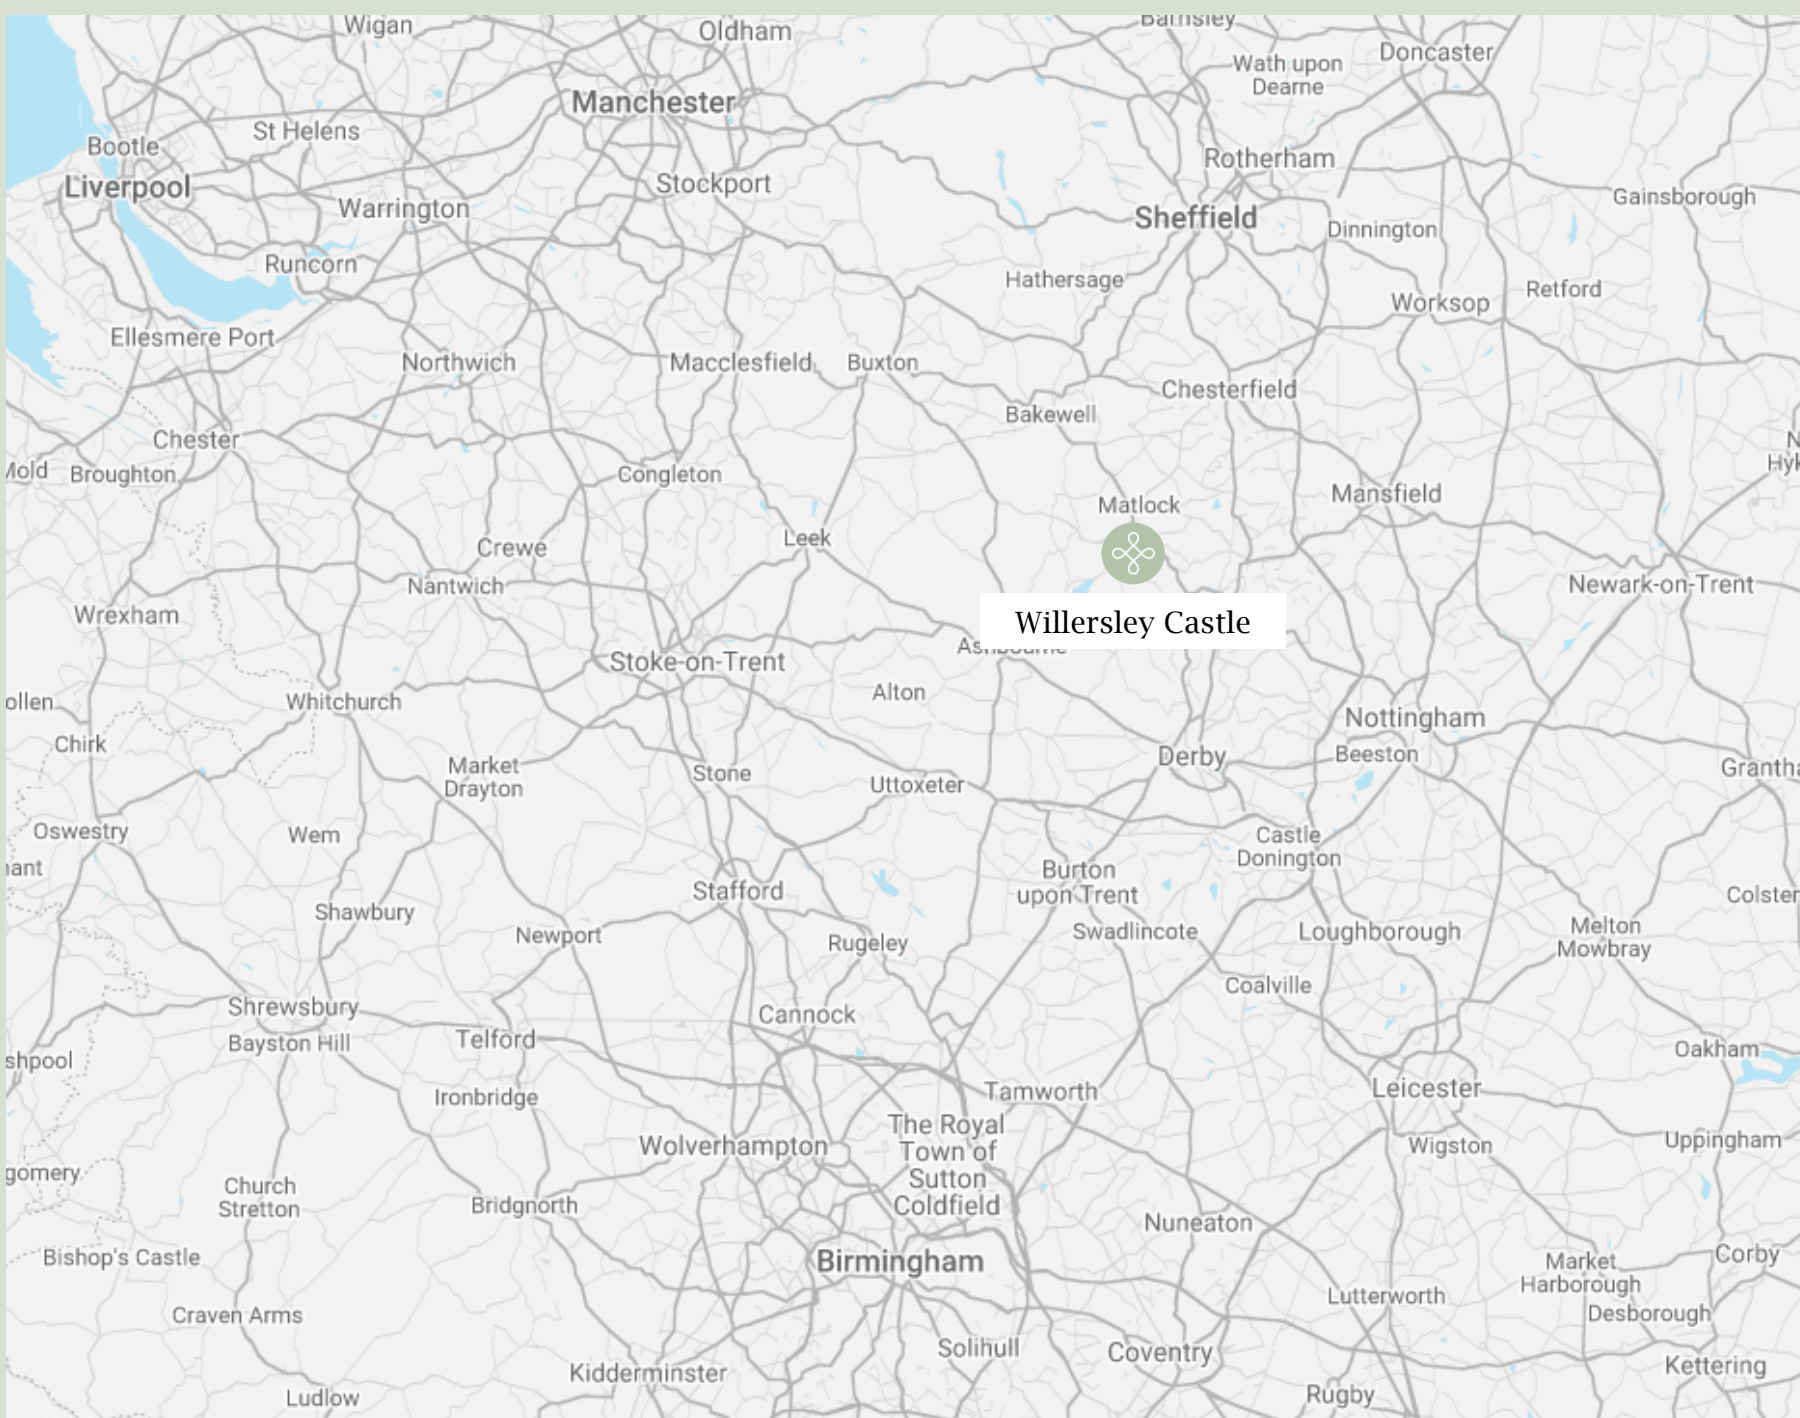 Wigan
Oldham
Barnsley
Wath upon
Dearne
Doncaster
Manchester
St Helens
Bootle
Liverpool
Stockport
Rotherham
Warrington
Sheffield
Gainsborough
Dinnington
Runcorn
Hathersage
Retford
Worksop
Ellesmere Port
Northwich
Macclesfield
Buxton
Chesterfield
Bakewell
Chester
N
Hyk
Mold
Broughton
Congleton
Mansfield
Matlock
Leek
Crewe
Nantwich
Newark-on-Trent
Wrexham
Willersley Castle
Ashbourne
Stoke-on-Trent
Alton
ollen
Whitchurch
Nottingham
Chirk
Derby
Beeston
Market
Drayton
Stone
Uttoxeter
Grantha
Oswestry
Wem
Castle
Donington
nant
Burton
upon Trent
Stafford
Colster
Shawbury
Newport
Rugeley
Swadlincote
Loughborough
Melton
Mowbray
Coalville
Shrewsbury
Cannock
Bayston Hill
Telford
Oakham
shpool
Ironbridge
Tamworth
Leicester
The Royal
Town of
Sutton
Coldfield
Wolverhampton
Wigston
Uppingham
gomery
Church
Stretton
Bridgnorth
Nuneaton
Bishop's Castle
Birmingham
Market
Harborough
Corby
Lutterworth
Desborough
Craven Arms
Solihull
Coventry
Kidderminster
Kettering
Ludlow
Rugby